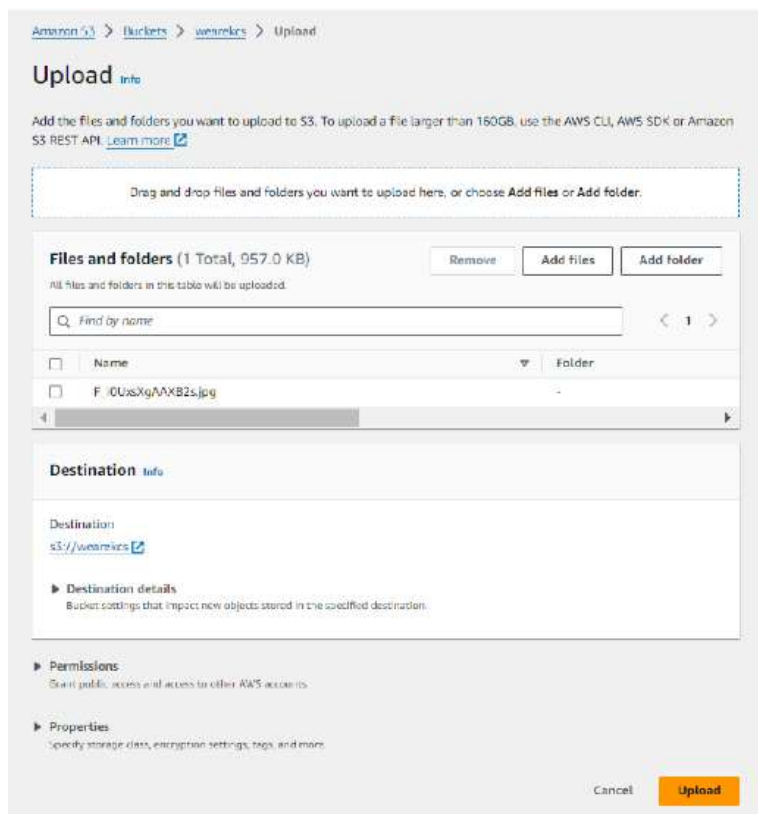 Amazon S3 > Buckets > wearekcs > Upload
Upload Info
Add the files and folders you want to upload to S3. To upload a file larger than 160GB, use the AWS CLI, AWS SDK or Amazon
S3 REST API. Learn more
Drag and drop files and folders you want to upload here, or choose Add files or Add folder.
Files and folders (1 Total, 957.0 KB)
Remove
Add files
Add folder
All files and folders in this table will be uploaded.
Find by name
< 1 >
Name
Folder
-
Destination Info
Destination
s3://wearekcs
Destination details
Bucket settings that impact new objects stored in the specified destination.
Permissions
Grant public access and access to other AWS accounts.
Properties
Specify storage class, encryption settings, tags, and more.
Cancel
Upload